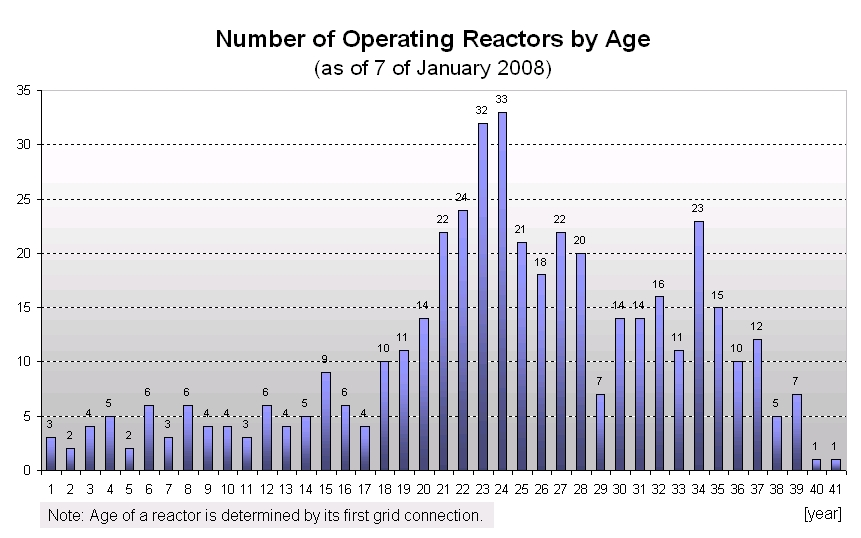 Number of Operating Reactors by Age
(as of 7 of January 2008)
35
30
25
20
15
10
5
0
3 2 4 5 2 6 3 6 4 4 3 6 4 5 9 6 4 10 11 14 22 24 32 33 21 18 22 20 7 14 14 16 11 23 15 10 12 5 7 1 1
1 2 3 4 5 6 7 8 9 10 11 12 13 14 15 16 17 18 19 20 21 22 23 24 25 26 27 28 29 30 31 32 33 34 35 36 37 38 39 40 41
Note: Age of a reactor is determined by its first grid connection.
[year]